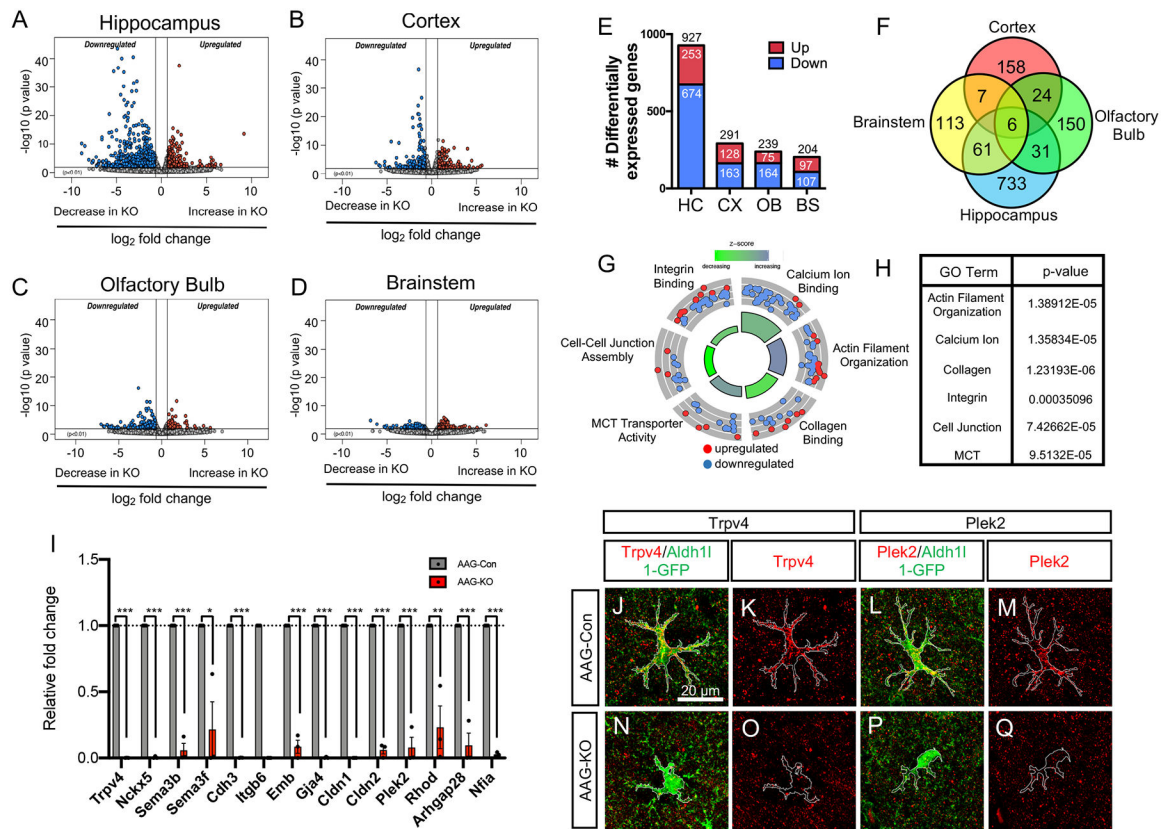 A
Hippocampus
Downregulated
Upregulated
-log10 (p value)
40
30
20
10
0
(p<0.01)
-10
-5
0
5
10
Decrease in KO
Increase in KO
log2 fold change
B
Cortex
Downregulated
Upregulated
-log10 (p value)
40
30
20
10
0
(p<0.01)
-10
-5
0
5
10
Decrease in KO
Increase in KO
log2 fold change
C
Olfactory Bulb
Downregulated
Upregulated
-log10 (p value)
40
30
20
10
0
(p<0.01)
-10
-5
0
5
10
Decrease in KO
Increase in KO
log2 fold change
D
Brainstem
Downregulated
Upregulated
-log10 (p value)
40
30
20
10
0
(p<0.01)
-10
-5
0
5
10
Decrease in KO
Increase in KO
log2 fold change
E
# Differentially
expressed genes
1000
500
0
Up
Down
927
253
674
291
128
163
239
75
164
204
97
107
HC
CX
OB
BS
F
Cortex
158
7
24
Brainstem
113
6
150
Olfactory
Bulb
61
31
733
Hippocampus
G
z-score
decreasing
increasing
Integrin
Binding
Calcium Ion
Binding
Cell-Cell Junction
Assembly
Actin Filament
Organization
MCT Transporter
Activity
Collagen
Binding
upregulated
downregulated
H
GO Term
p-value
Actin Filament
Organization
1.38912E-05
Calcium Ion
1.35834E-05
Collagen
1.23193E-06
Integrin
0.00035096
Cell Junction
7.42662E-05
MCT
9.5132E-05
I
AAG-Con
AAG-KO
Relative fold change
1.0
0.5
0.0
*** *** *** * *** *** *** *** *** *** ** *** ***
Trpv4
Nckx5
Sema3b
Sema3f
Cdh3
Itgb6
Emb
Gja4
Cldn1
Cldn2
Plek2
Rhod
Arhgap28
Nfia
Trpv4
Plek2
Trpv4/Aldh1l
1-GFP
Trpv4
Plek2/Aldh1l
1-GFP
Plek2
AAG-Con
J
20 µm
K
L
M
AAG-KO
N
O
P
Q